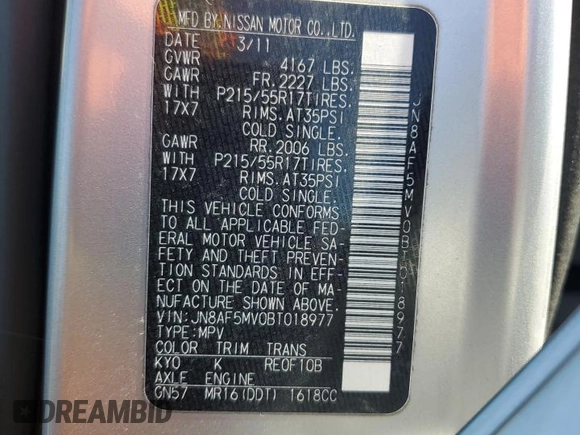 MFD BY:NISSAN MOTOR CO.,LTD.
DATE 3/11
GVWR 4167 LBS.
GAWR FR.2227 LBS.
WITH P215/55R17TIRES.
17X7 RIMS.AT35PSI
COLD SINGLE.
GAWR RR.2006 LBS.
WITH P215/55R17TIRES.
17X7 RIMS.AT35PSI
COLD SINGLE.
THIS VEHICLE CONFORMS
TO ALL APPLICABLE FED-
ERAL MOTOR VEHICLE SA-
FETY AND THEFT PREVEN-
TION STANDARDS IN EFF-
ECT ON THE DATE OF MA-
NUFACTURE SHOWN ABOVE.
VIN:JN8AF5MV0BT018977
TYPE:MPV
COLOR TRIM TRANS
KY0 K RE0F10B
AXLE ENGINE
GN57 MR16(DDT) 1618CC
JN8AF5MV0BT018977
DREAMBID